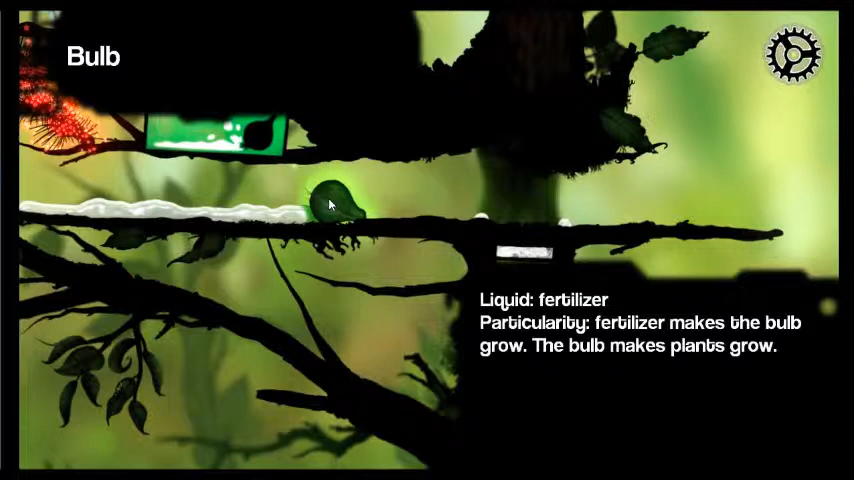 Bulb
Liquid: fertilizer
Particularity: fertilizer makes the bulb
grow. The bulb makes plants grow.